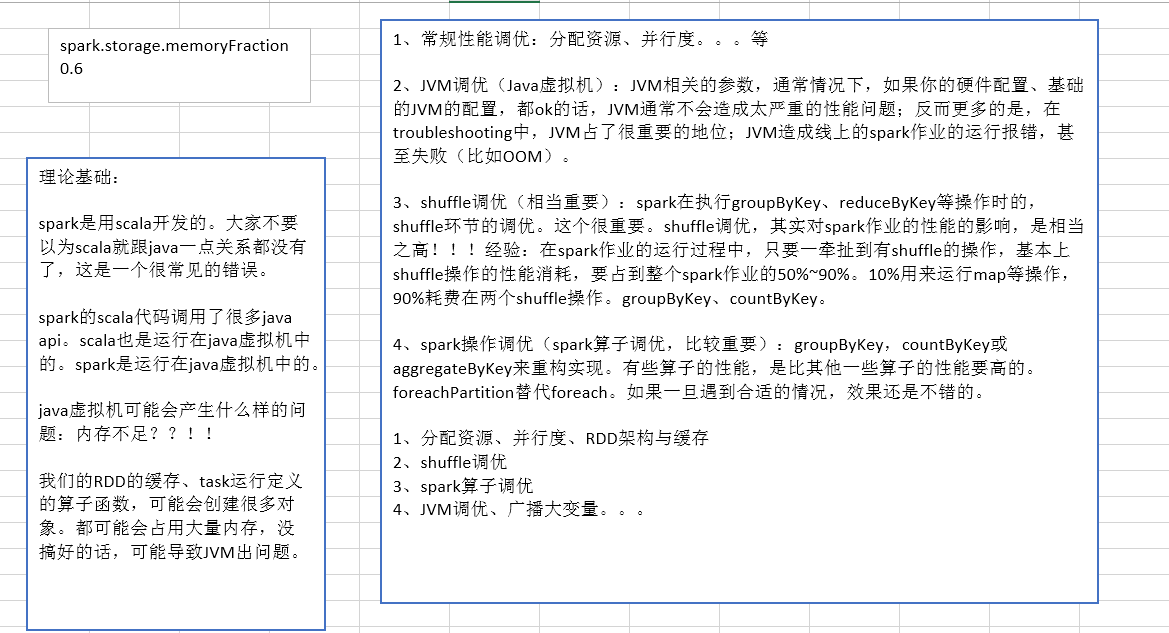 spark.storage.memoryFraction
0.6
理论基础：
spark是用scala开发的。大家不要
以为scala就跟java一点关系都没有
了，这是一个很常见的错误。
spark的scala代码调用了很多java
api。scala也是运行在java虚拟机中
的。spark是运行在java虚拟机中的。
java虚拟机可能会产生什么样的问
题：内存不足？？！！
我们的RDD的缓存、task运行定义
的算子函数，可能会创建很多对
象。都可能会占用大量内存，没
搞好的话，可能导致JVM出问题。
1、常规性能调优：分配资源、并行度。。。等
2、JVM调优（Java虚拟机）：JVM相关的参数，通常情况下，如果你的硬件配置、基础
的JVM的配置，都ok的话，JVM通常不会造成太严重的性能问题；反而更多的是，在
troubleshooting中，JVM占了很重要的地位；JVM造成线上的spark作业的运行报错，甚
至失败（比如OOM）。
3、shuffle调优（相当重要）：spark在执行groupByKey、reduceByKey等操作时的，
shuffle环节的调优。这个很重要。shuffle调优，其实对spark作业的性能的影响，是相当
之高！！！经验：在spark作业的运行过程中，只要一牵扯到有shuffle的操作，基本上
shuffle操作的性能消耗，要占到整个spark作业的50%~90%。10%用来运行map等操作，
90%耗费在两个shuffle操作。groupByKey、countByKey。
4、spark操作调优（spark算子调优，比较重要）：groupByKey，countByKey或
aggregateByKey来重构实现。有些算子的性能，是比其他一些算子的性能要高的。
foreachPartition替代foreach。如果一旦遇到合适的情况，效果还是不错的。
1、分配资源、并行度、RDD架构与缓存
2、shuffle调优
3、spark算子调优
4、JVM调优、广播大变量。。。